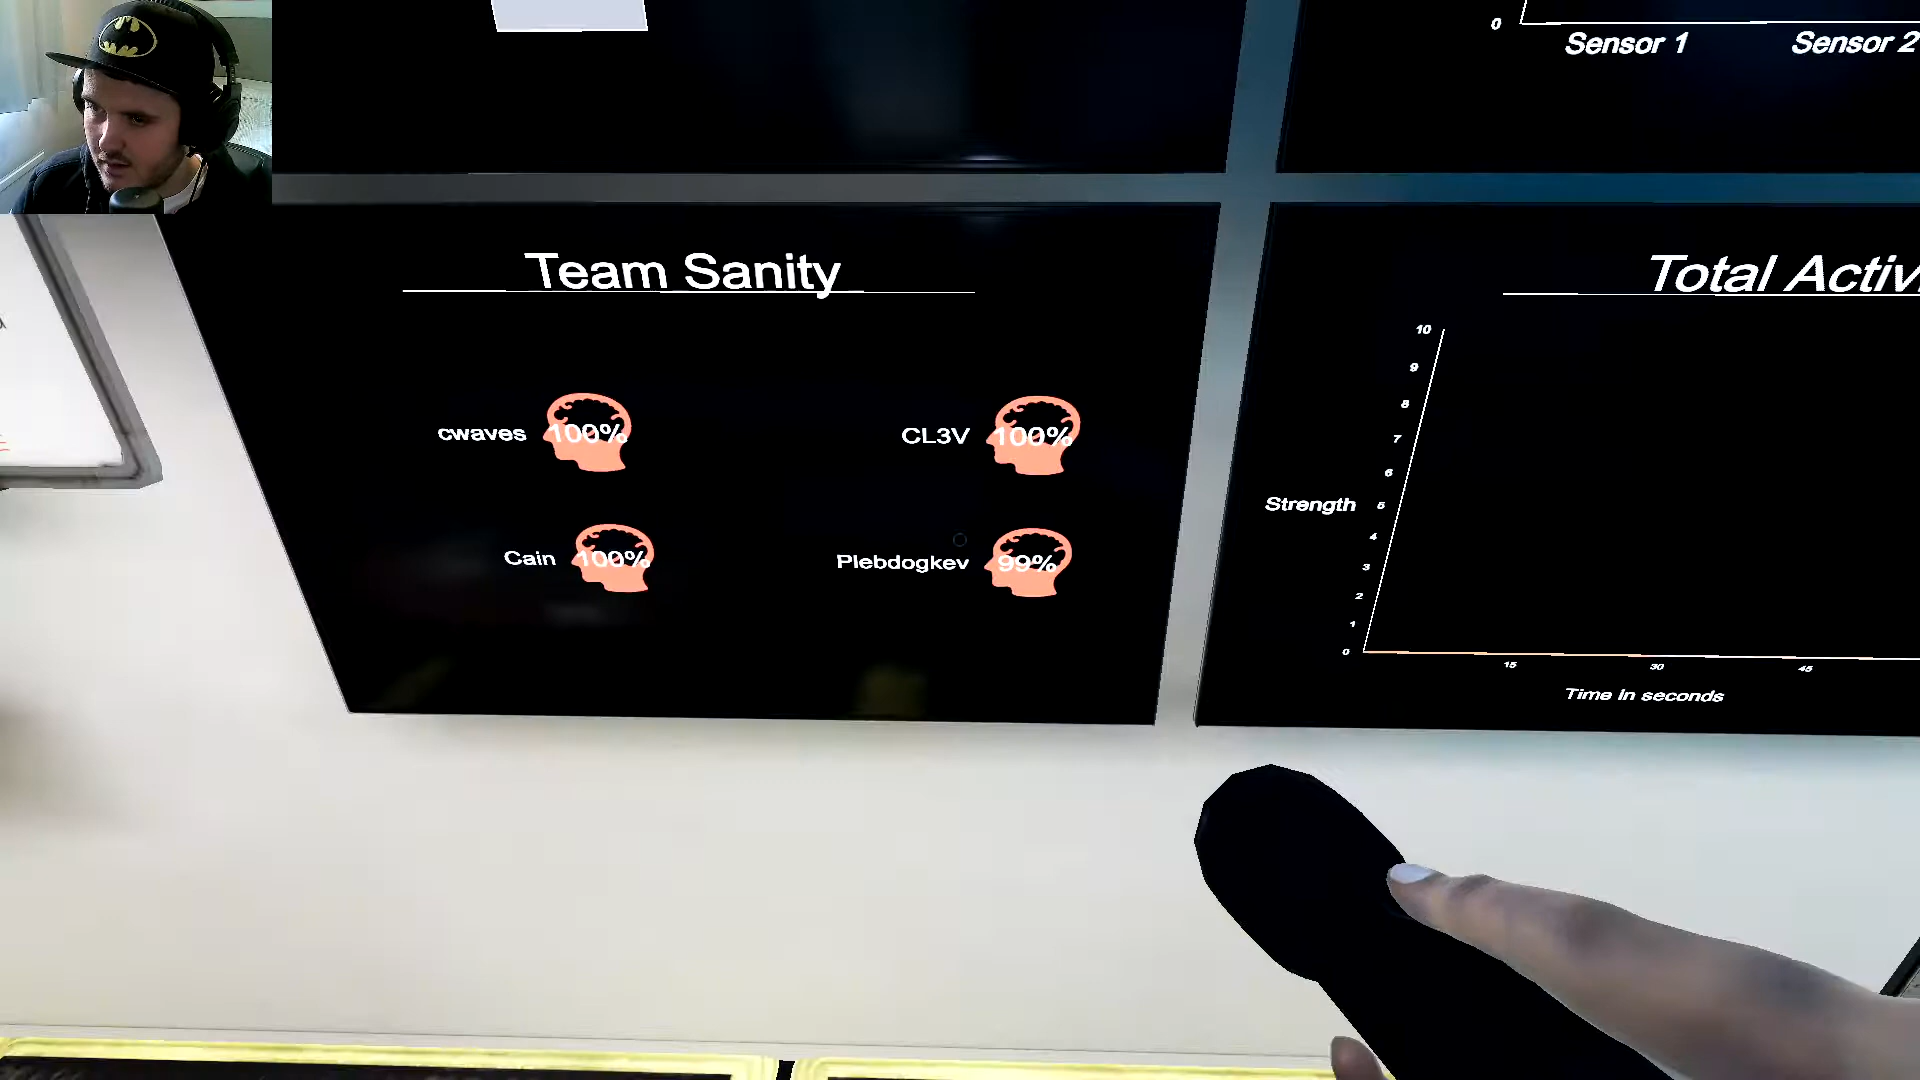 0
Sensor 1
Sensor 2
Team Sanity
cwaves 100%
CL3V 100%
Cain 100%
Plebdogkev 99%
Total Activ
10
9
8
7
6
Strength 5
4
3
2
1
0
15
30
45
Time in seconds